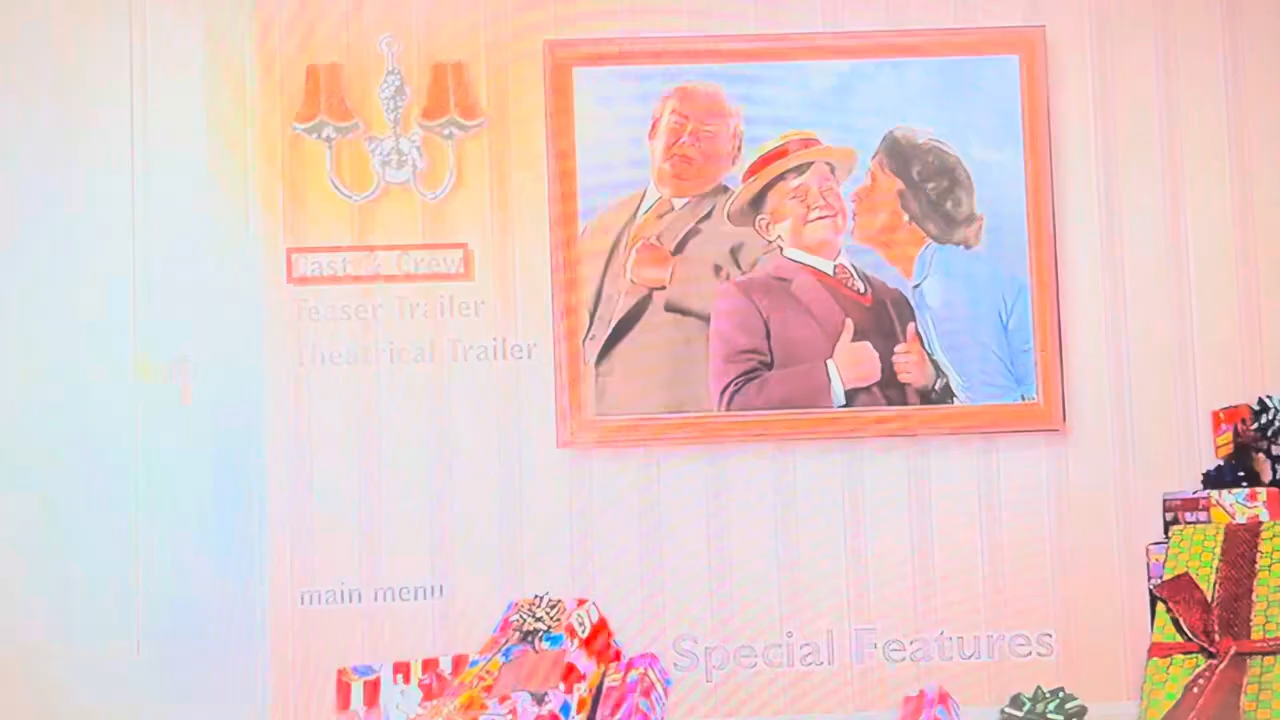 Cast & Crew
Teaser Trailer
Theatrical Trailer
main menu
Special Features